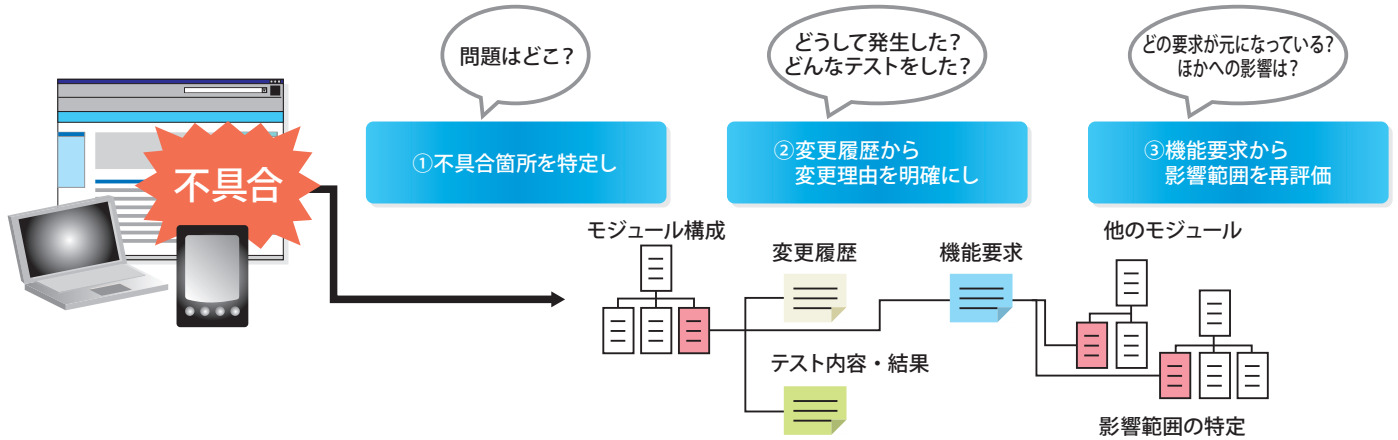 問題はどこ？
どうして発生した？
どんなテストをした？
どの要求が元になっている？
ほかへの影響は？
①不具合箇所を特定し
②変更履歴から
変更理由を明確にし
③機能要求から
影響範囲を再評価
不具合
モジュール構成
変更履歴
機能要求
他のモジュール
テスト内容・結果
影響範囲の特定